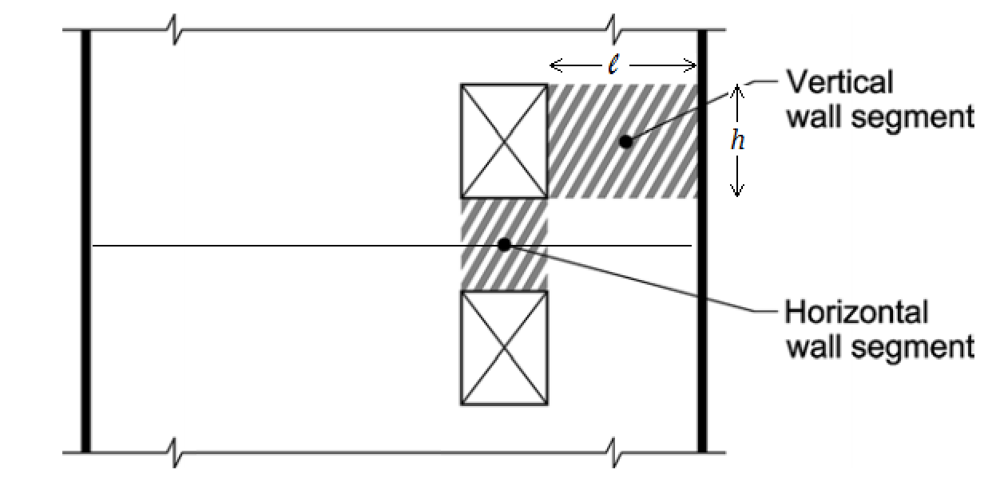 ℓ
Vertical
wall segment
h
Horizontal
wall segment